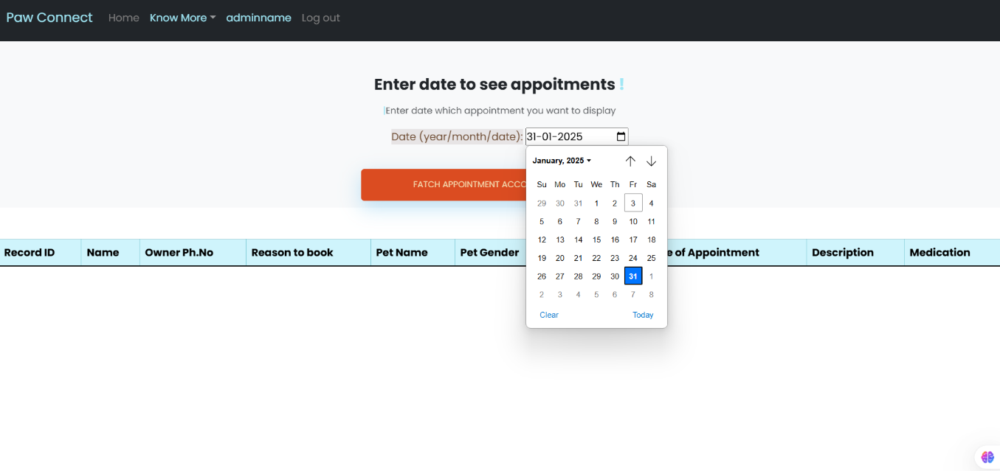 Paw Connect Home Know More adminname Log out
Enter date to see appoitments !
Enter date which appointment you want to display
Date (year/month/date): 31-01-2025
January, 2025
FATCH APPOINTMENT ACCO
Su Mo Tu We Th Fr Sa
29 30 31 1 2 3 4
5 6 7 8 9 10 11
12 13 14 15 16 17 18
Record ID Name Owner Ph.No Reason to book Pet Name Pet Gender e of Appointment Description Medication
19 20 21 22 23 24 25
26 27 28 29 30 31 1
2 3 4 5 6 7 8
Clear Today